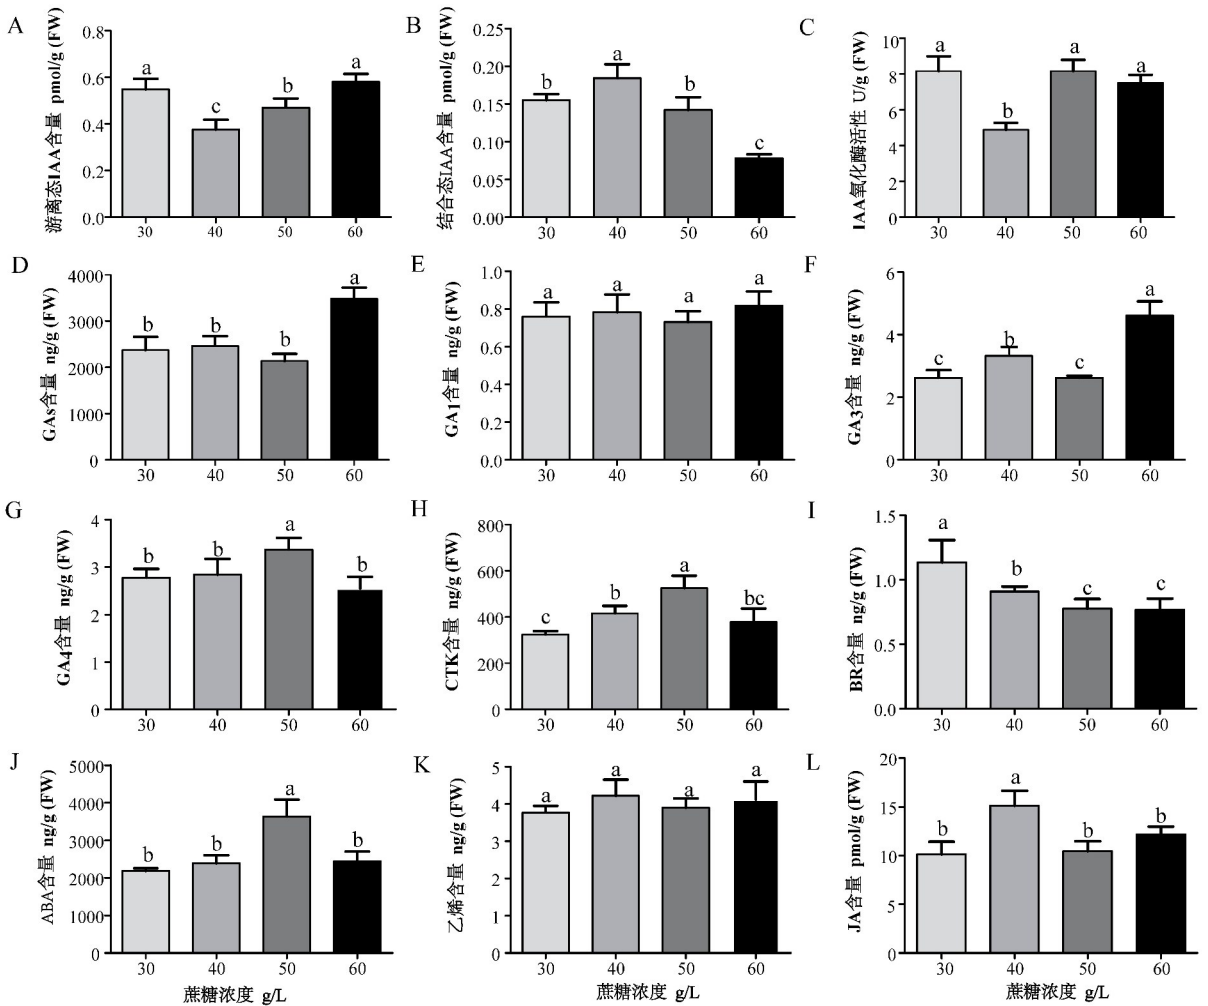 A
游离态IAA含量 pmol/g (FW)
0.8
0.6
0.4
0.2
0.0
a
c
b
a
30 40 50 60
B
结合态IAA含量 pmol/g (FW)
0.25
0.20
0.15
0.10
0.05
0.00
b
a
b
c
30 40 50 60
C
IAA氧化酶活性 U/g (FW)
10
8
6
4
2
0
a
b
a
a
30 40 50 60
D
GAs含量 ng/g (FW)
4000
3000
2000
1000
0
b
b
b
a
30 40 50 60
E
GA1含量 ng/g (FW)
1.0
0.8
0.6
0.4
0.2
0.0
a
a
a
a
30 40 50 60
F
GA3含量 ng/g (FW)
6
4
2
0
c
b
c
a
30 40 50 60
G
GA4含量 ng/g (FW)
4
3
2
1
0
b
b
a
b
30 40 50 60
H
CTK含量 ng/g (FW)
800
600
400
200
0
c
b
a
bc
30 40 50 60
I
BR含量 ng/g (FW)
1.5
1.0
0.5
0.0
a
b
c
c
30 40 50 60
J
ABA含量 ng/g (FW)
5000
4000
3000
2000
1000
0
b
b
a
b
30 40 50 60
蔗糖浓度 g/L
K
乙烯含量 ng/g (FW)
5
4
3
2
1
0
a
a
a
a
30 40 50 60
蔗糖浓度 g/L
L
JA含量 pmol/g (FW)
20
15
10
5
0
b
a
b
b
30 40 50 60
蔗糖浓度 g/L